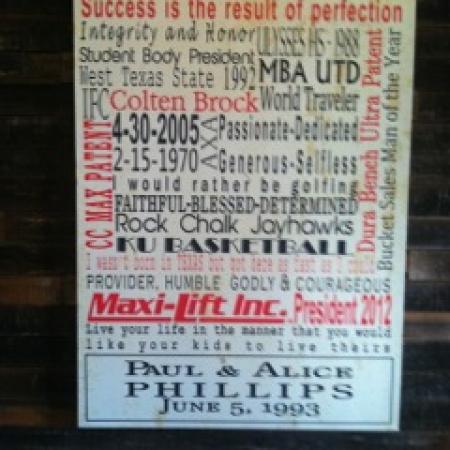 Success is the result of perfection
Integrity and Honor
ULYSSES HS - 1988
Student Body President
West Texas State 1992
MBA UTD
IFC
Colten Brock
World Traveler
4-30-2005
ΛΧΑ
Passionate-Dedicated
2-15-1970
Generous-Selfless
I would rather be golfing
FAITHFUL-BLESSED-DETERMINED
Rock Chalk Jayhawks
KU BASKETBALL
CC MAX PATENT
Dura Bench Ultra Patent
Bucket Sales Man of the Year
I wasn't born in TEXAS but got here as fast as I could
PROVIDER, HUMBLE GODLY & COURAGEOUS
Maxi-Lift Inc. President 2012
Live your life in the manner that you would
like your kids to live theirs
PAUL & ALICE
PHILLIPS
JUNE 5, 1993